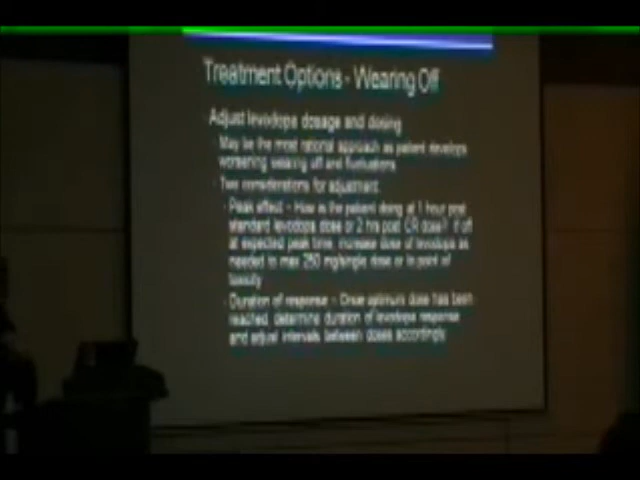 Treatment Options - Wearing Off
Adjust levodopa dosage and dosing
May be the most rational approach as patient develops
worsening wearing off and fluctuations
Two considerations for adjustment
- Peak effect - How is the patient doing at 1 hour post
standard levodopa dose or 2 hrs post CR dose? If off
at expected peak time, increase dose of levodopa as
needed to max 250 mg/single dose or to point of
toxicity
- Duration of response - Once optimum dose has been
reached, determine duration of levodopa response
and adjust intervals between doses accordingly